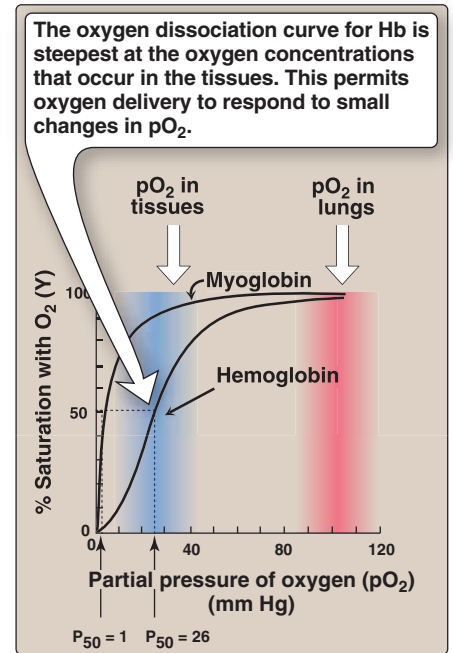 The oxygen dissociation curve for Hb is
steepest at the oxygen concentrations
that occur in the tissues. This permits
oxygen delivery to respond to small
changes in pO₂.
pO₂ in
tissues
pO₂ in
lungs
% Saturation with O₂ (Y)
100
Myoglobin
Hemoglobin
50
0
0
40
80
120
Partial pressure of oxygen (pO₂)
(mm Hg)
P₅₀ = 1
P₅₀ = 26